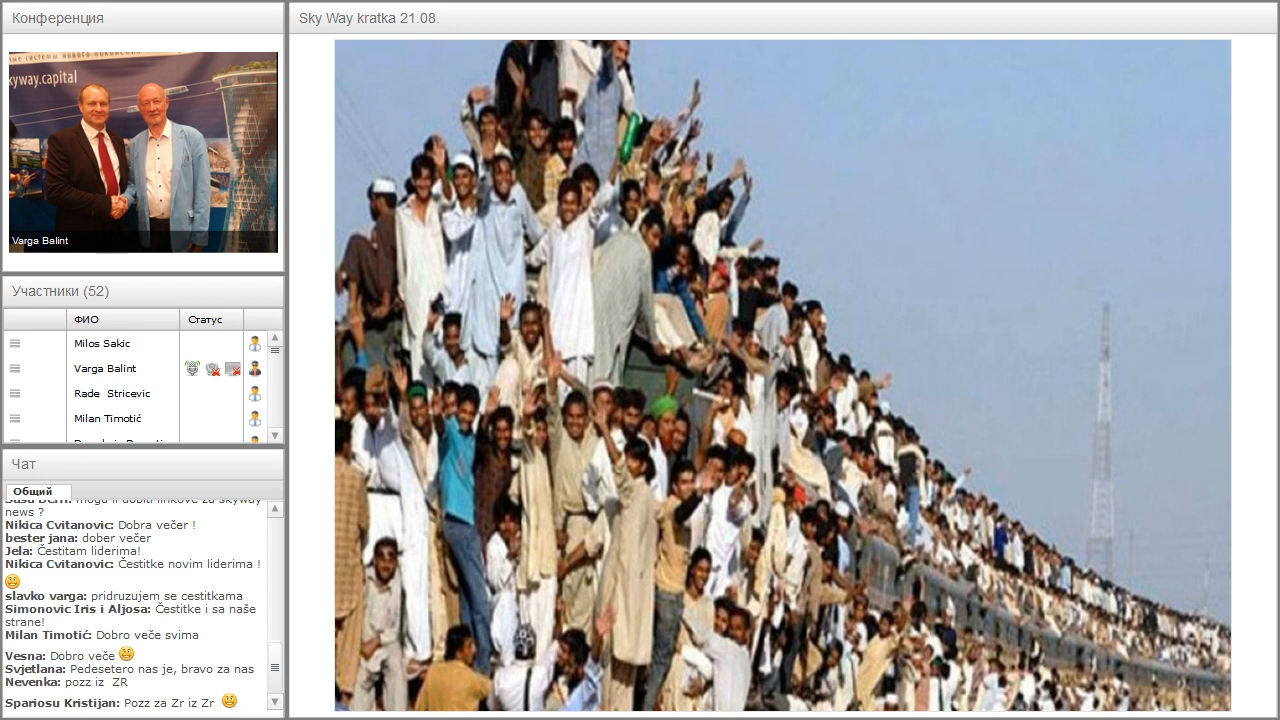 Конференция
Sky Way kratka 21.08.
kyway.capital
Varga Balint
Участники (52)
ФИО
Статус
Milos Sakic
Varga Balint
Rade Stricevic
Milan Timotić
Чат
Общий
news ?
Nikica Cvitanovic: Dobra večer !
bester jana: dober večer
Jela: Čestitam liderima!
Nikica Cvitanovic: Čestitke novim liderima !
slavko varga: pridruzujem se cestitkama
Simonovic Iris i Aljosa: Čestitke i sa naše
strane!
Milan Timotić: Dobro veče svima
Vesna: Dobro veče
Svjetlana: Pedesetero nas je, bravo za nas
Nevenka: pozz iz ZR
Spariosu Kristijan: Pozz za Zr iz Zr